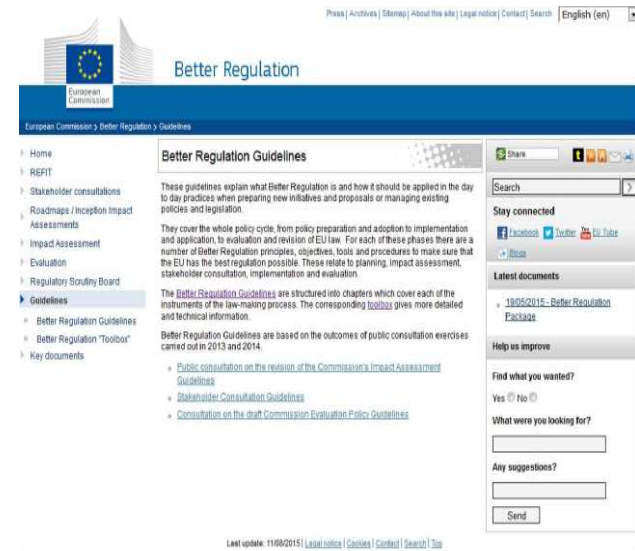 Press | Archives | Sitemap | About this site | Legal notice | Contact | Search
English (en)
European
Commission
Better Regulation
European Commission > Better Regulation > Guidelines
Home
REFIT
Stakeholder consultations
Roadmaps / Inception Impact
Assessments
Impact Assessment
Evaluation
Regulatory Scrutiny Board
Guidelines
Better Regulation Guidelines
Better Regulation "Toolbox"
Key documents
Better Regulation Guidelines
These guidelines explain what Better Regulation is and how it should be applied in the day
to day practices when preparing new initiatives and proposals or managing existing
policies and legislation.
They cover the whole policy cycle, from policy preparation and adoption to implementation
and application, to evaluation and revision of EU law. For each of these phases there are a
number of Better Regulation principles, objectives, tools and procedures to make sure that
the EU has the best regulation possible. These relate to planning, impact assessment,
stakeholder consultation, implementation and evaluation.
The Better Regulation Guidelines are structured into chapters which cover each of the
instruments of the law-making process. The corresponding toolbox gives more detailed
and technical information.
Better Regulation Guidelines are based on the outcomes of public consultation exercises
carried out in 2013 and 2014.
Public consultation on the revision of the Commission's Impact Assessment
Guidelines
Stakeholder Consultation Guidelines
Consultation on the draft Commission Evaluation Policy Guidelines
Share
Search
Stay connected
Facebook Twitter EU Tube
Blogs
Latest documents
19/05/2015 - Better Regulation
Package
Help us improve
Find what you wanted?
Yes No
What were you looking for?
Any suggestions?
Send
Last update: 11/08/2015 | Legal notice | Cookies | Contact | Search | Top